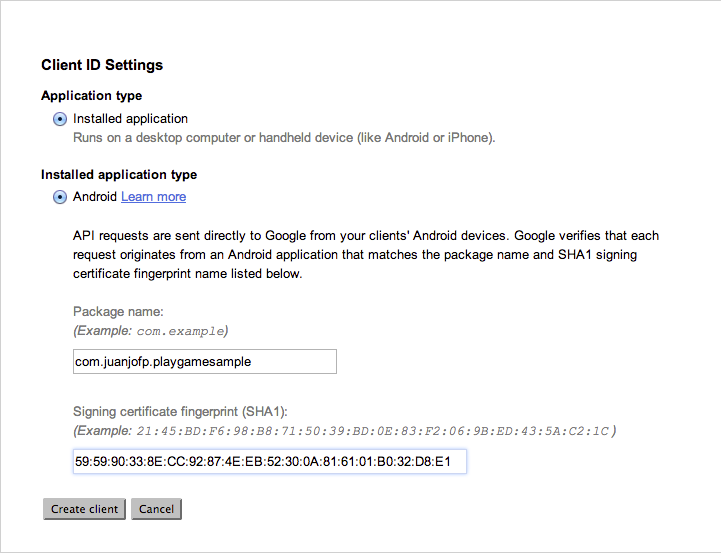 Client ID Settings
Application type
Installed application
Runs on a desktop computer or handheld device (like Android or iPhone).
Installed application type
Android Learn more
API requests are sent directly to Google from your clients' Android devices. Google verifies that each
request originates from an Android application that matches the package name and SHA1 signing
certificate fingerprint name listed below.
Package name:
(Example: com.example)
com.juanjofp.playgamesample
Signing certificate fingerprint (SHA1):
(Example: 21:45:BD:F6:98:B8:71:50:39:BD:0E:83:F2:06:9B:ED:43:5A:C2:1C )
59:59:90:33:8E:CC:92:87:4E:EB:52:30:0A:81:61:01:B0:32:D8:E1
Create client Cancel